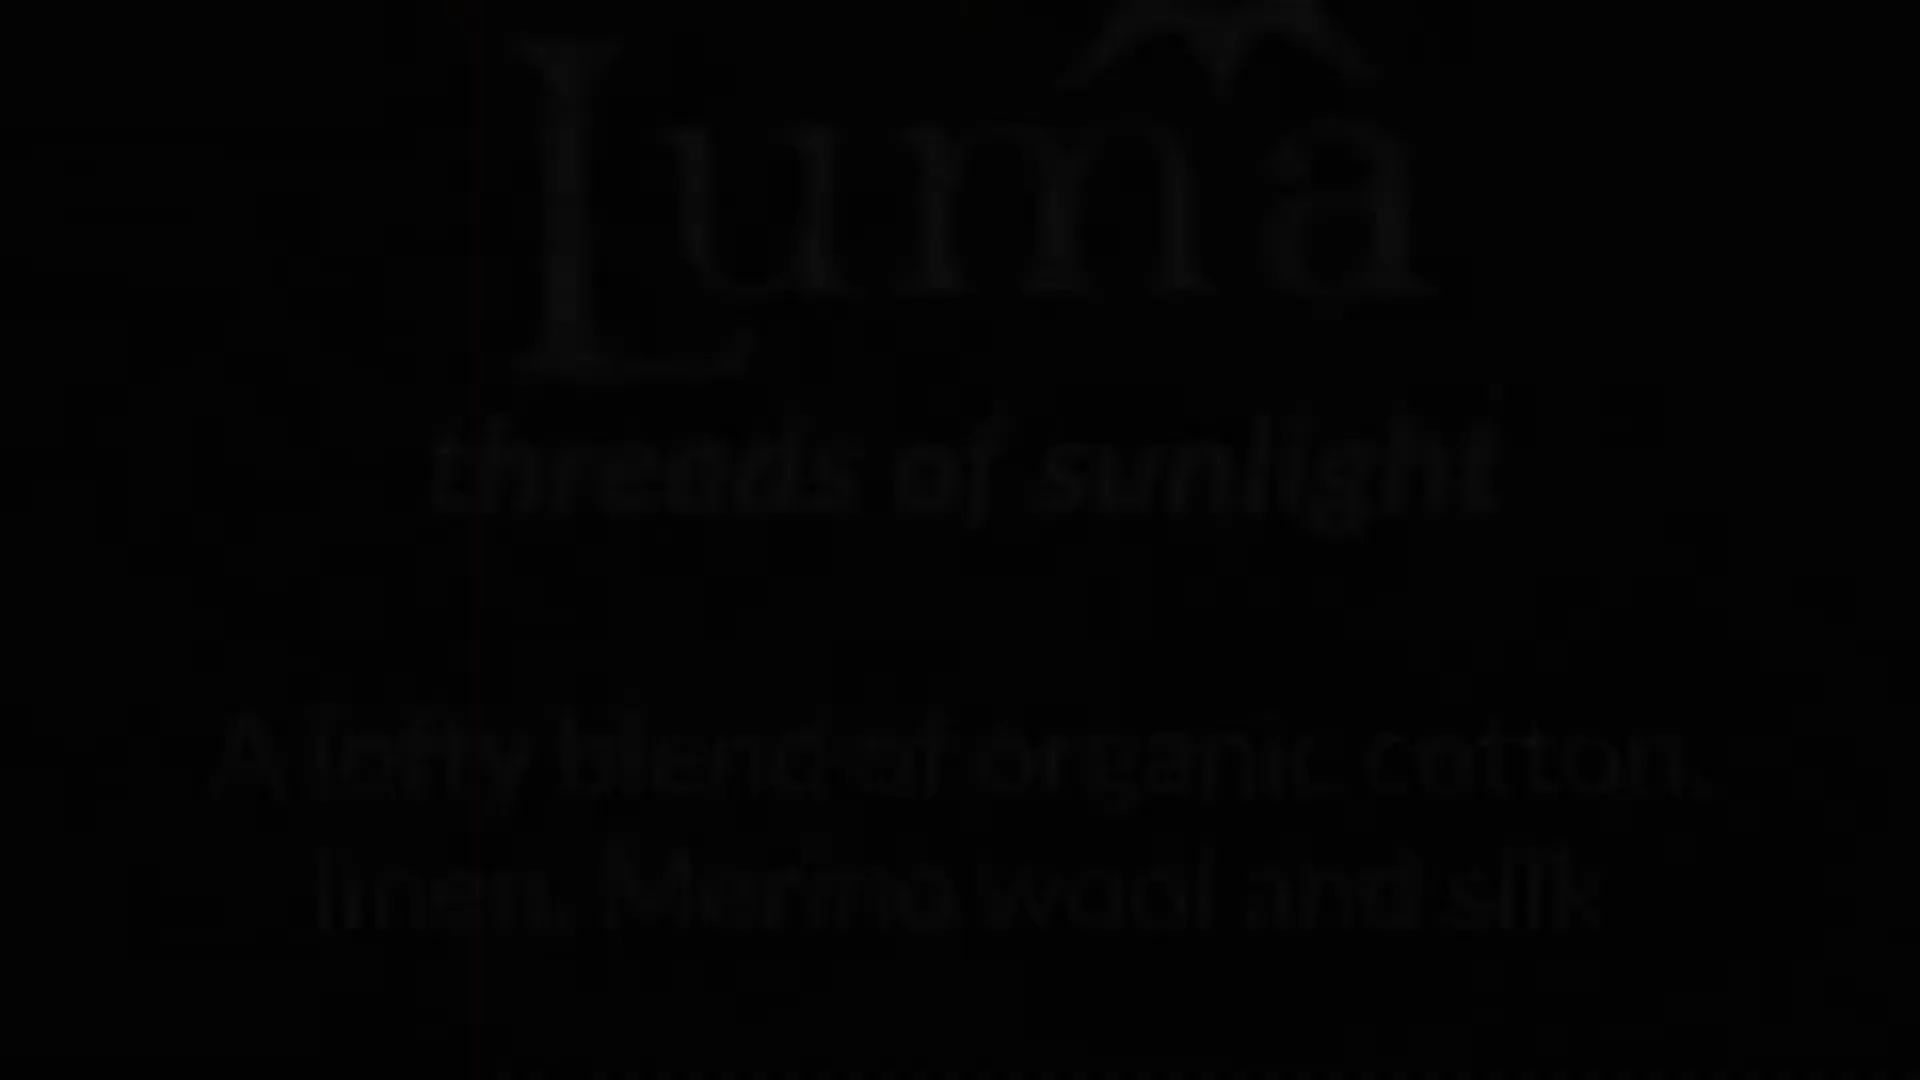 Luma
threads of sunlight
A lofty blend of organic cotton,
linen, Merino wool and silk